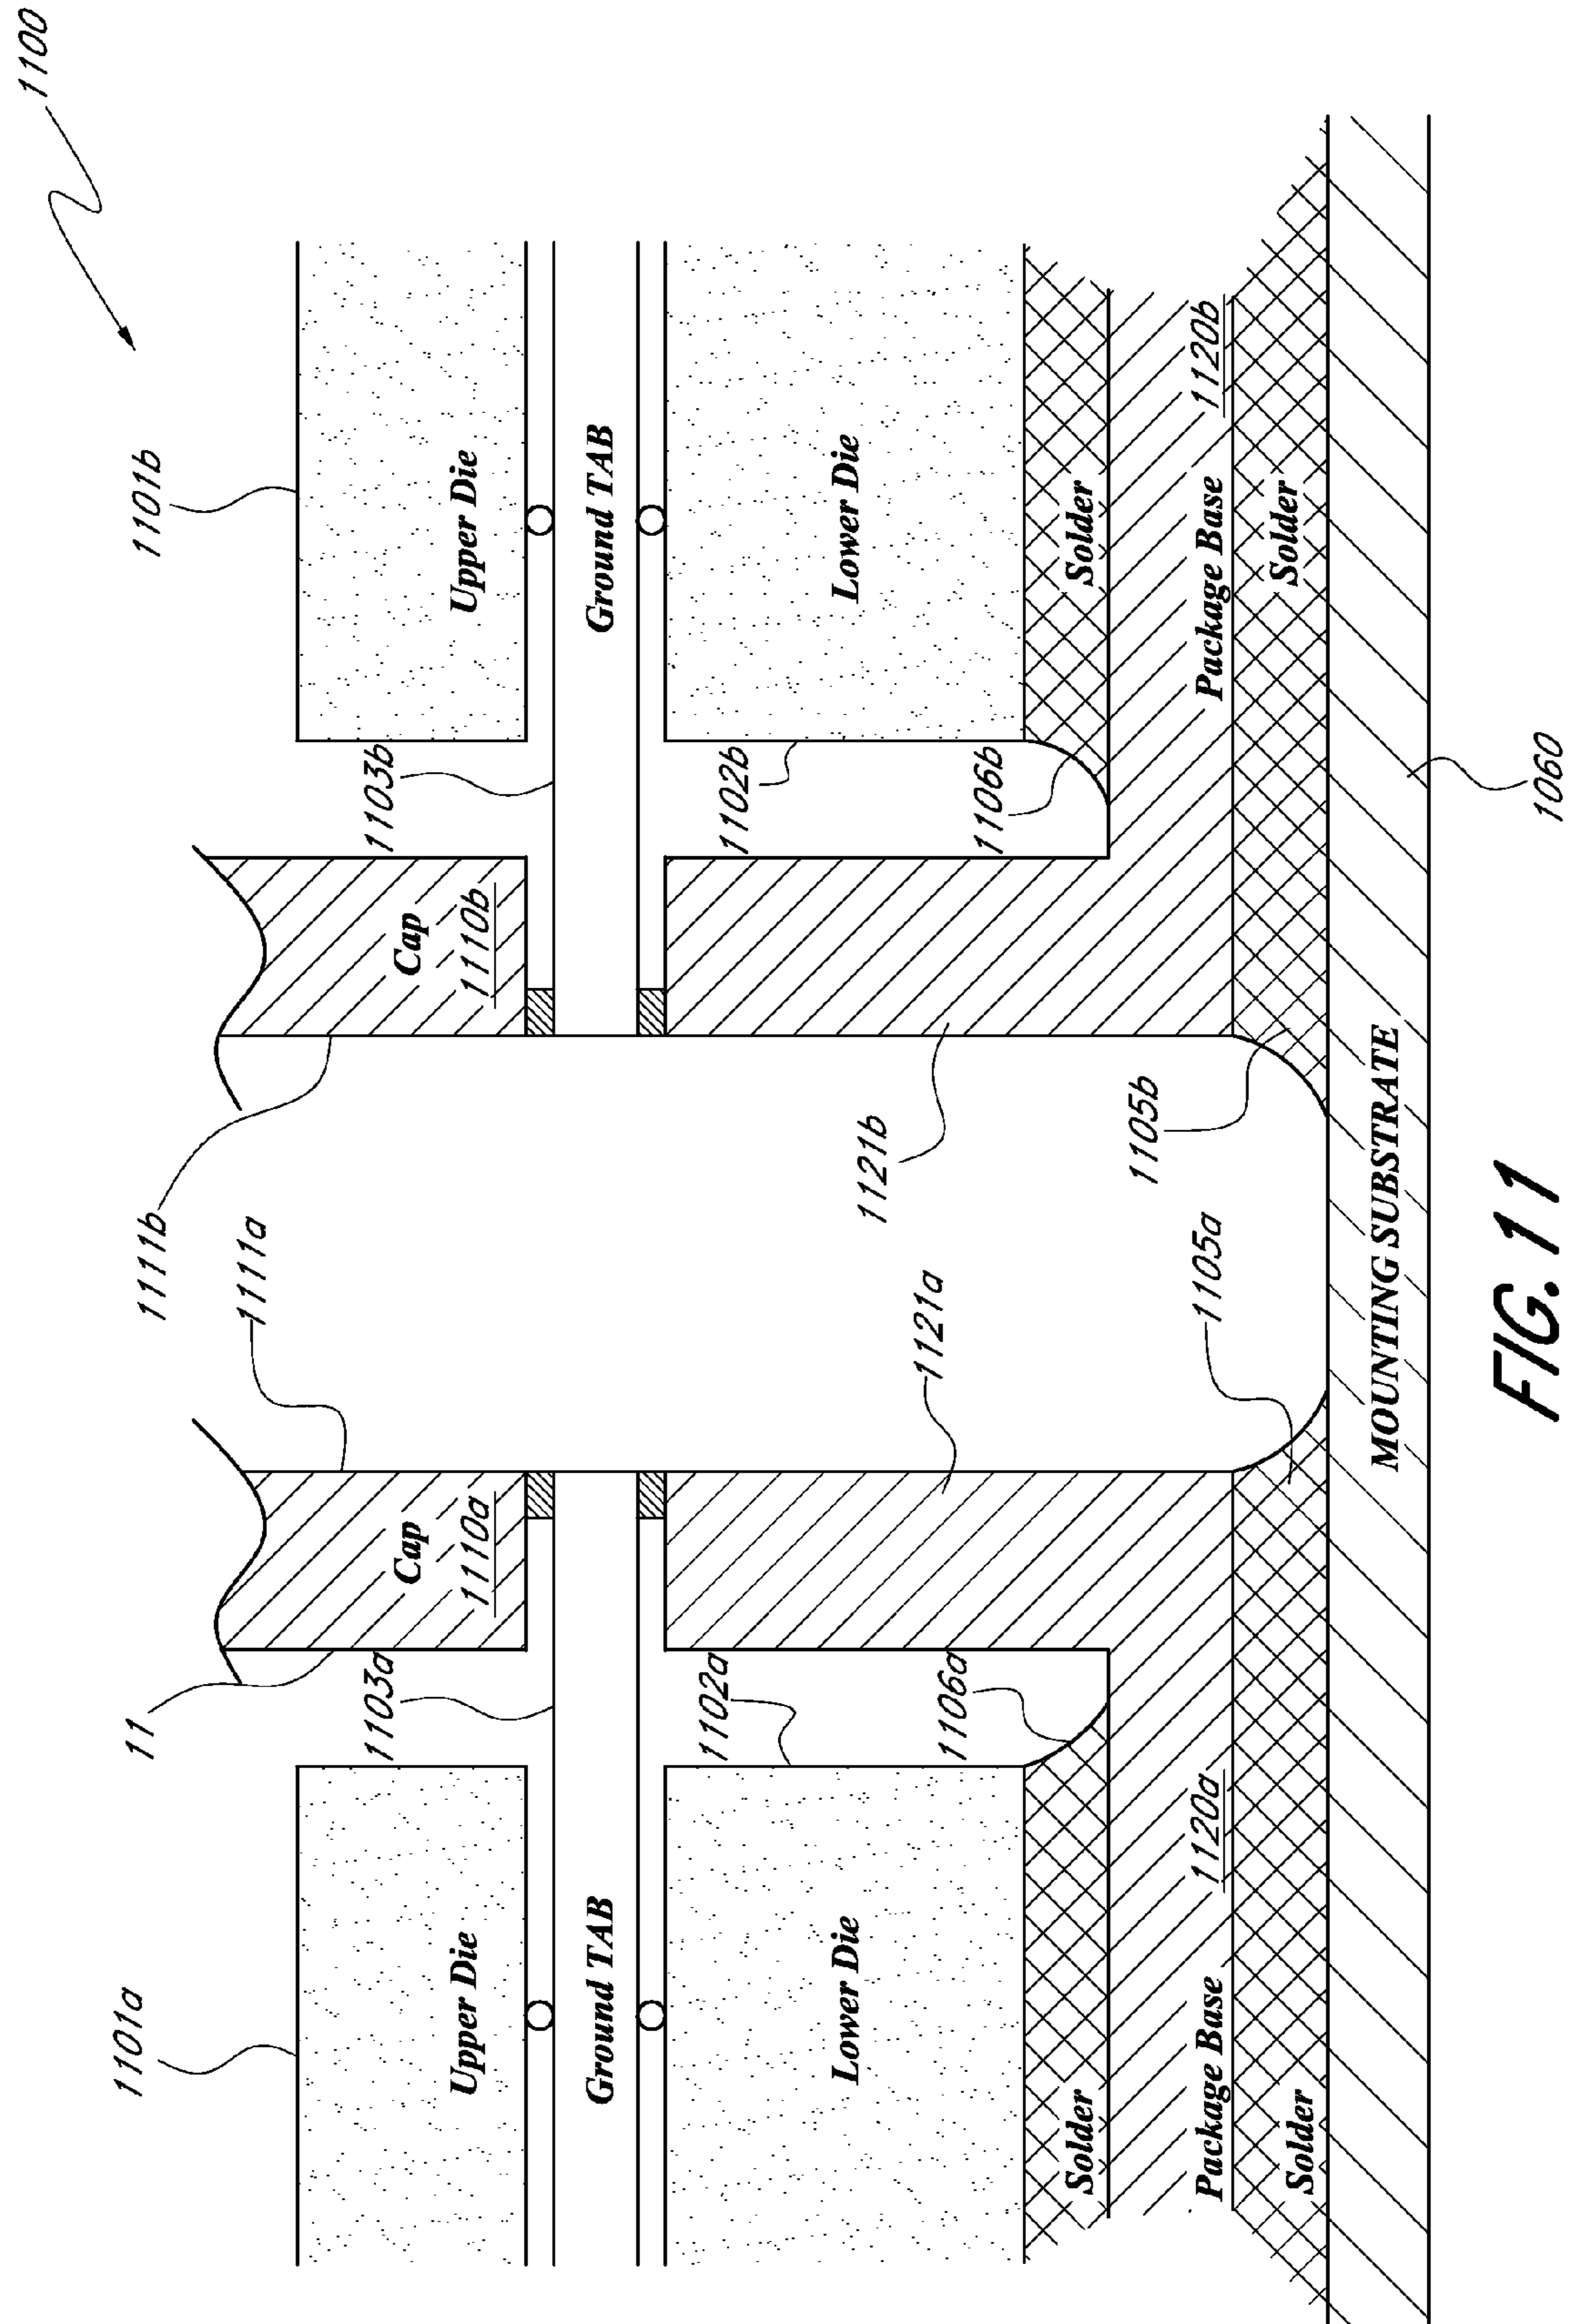 1100
1101a
11
1111b
1111a
1101b
Upper Die
1103a
Cap
1110a
Cap
1110b
1103b
Upper Die
Ground TAB
Ground TAB
Lower Die
1102a
1121a
1121b
1102b
Lower Die
Solder
1106a
1106b
Solder
Package Base
1120a
1105a
1105b
Package Base
1120b
Solder
Solder
MOUNTING SUBSTRATE
1060
FIG. 11